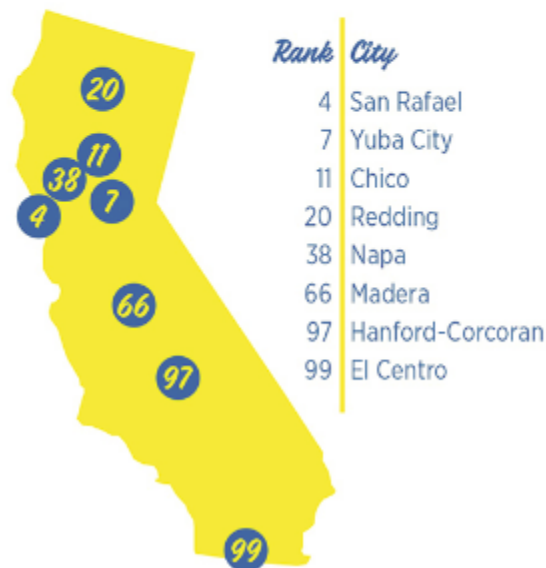 Rank City
4 San Rafael
7 Yuba City
11 Chico
20 Redding
38 Napa
66 Madera
97 Hanford-Corcoran
99 El Centro
20
11
38
7
4
66
97
99